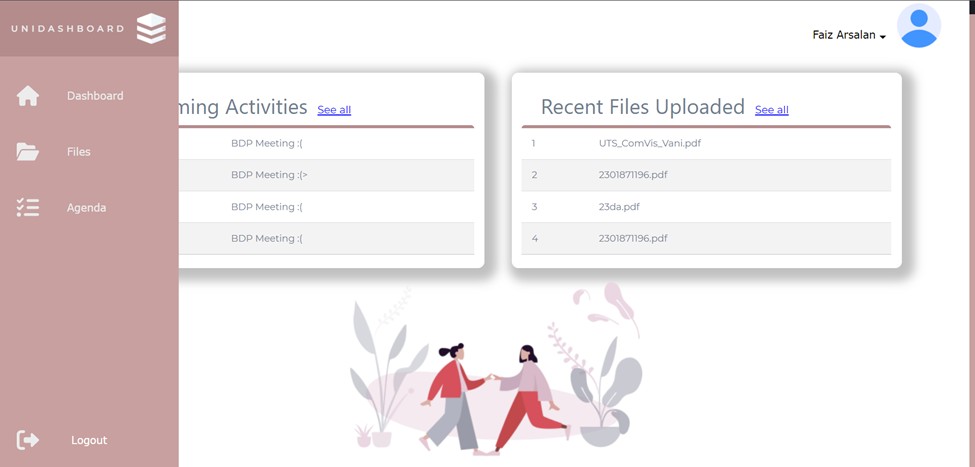 UNIDASHBOARD
Dashboard
Files
Agenda
Logout
Faiz Arsalan
ming Activities See all
BDP Meeting :(
BDP Meeting :(>
BDP Meeting :(
BDP Meeting :(
Recent Files Uploaded See all
1 UTS_ComVis_Vani.pdf
2 2301871196.pdf
3 23da.pdf
4 2301871196.pdf